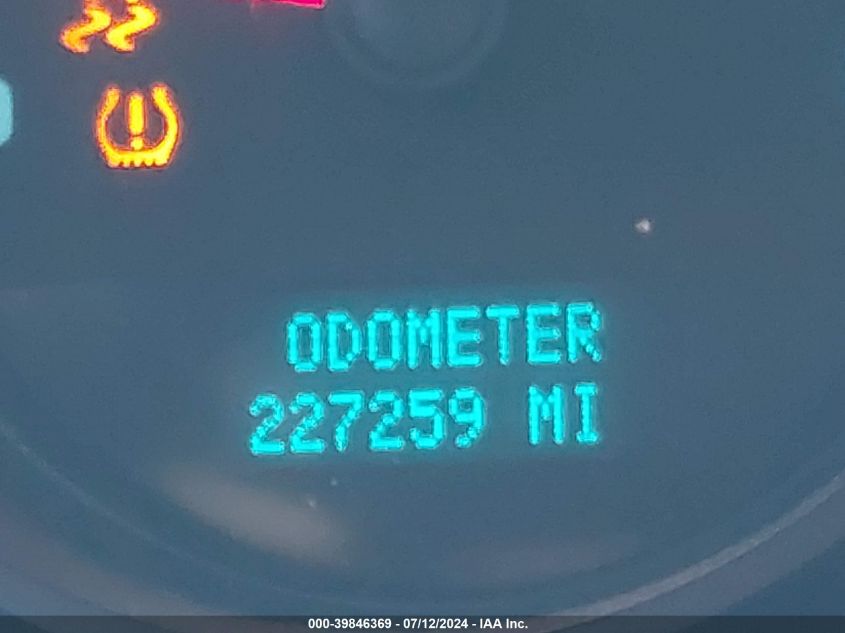 ODOMETER
227259 MI
000-39846369 - 07/12/2024 - IAA Inc.